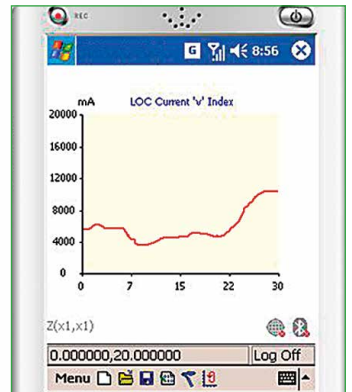 REC
G 8:56
mA LOC Current 'v' Index
20000
16000
12000
8000
4000
0
0 7 15 22 30
Z(x1,x1)
0.000000,20.000000 Log Off
Menu